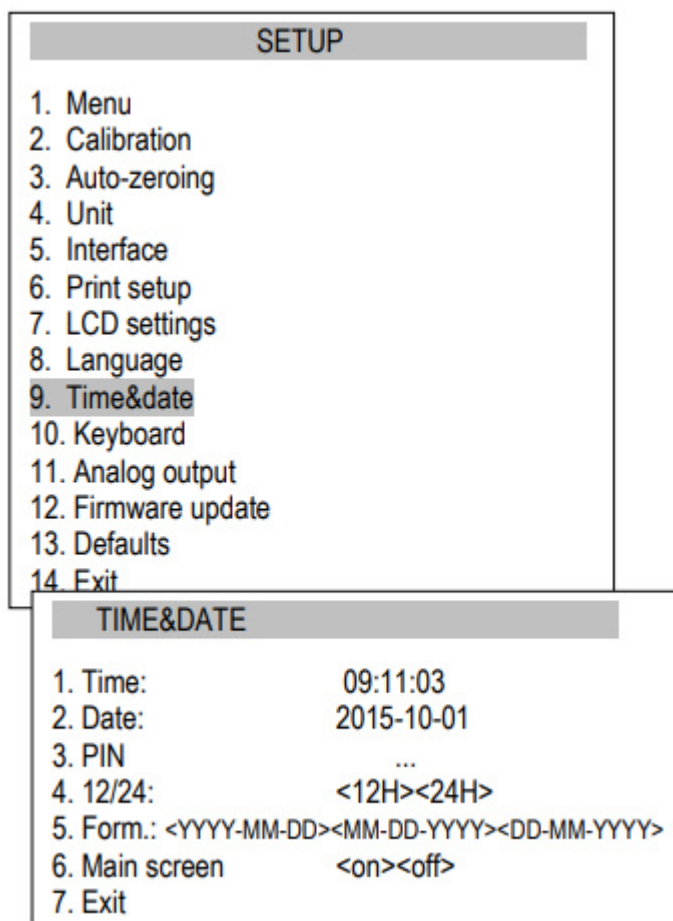 SETUP
1. Menu
2. Calibration
3. Auto-zeroing
4. Unit
5. Interface
6. Print setup
7. LCD settings
8. Language
9. Time&date
10. Keyboard
11. Analog output
12. Firmware update
13. Defaults
14. Exit
TIME&DATE
1. Time: 09:11:03
2. Date: 2015-10-01
3. PIN ...
4. 12/24: <12H><24H>
5. Form.: <YYYY-MM-DD><MM-DD-YYYY><DD-MM-YYYY>
6. Main screen <on><off>
7. Exit